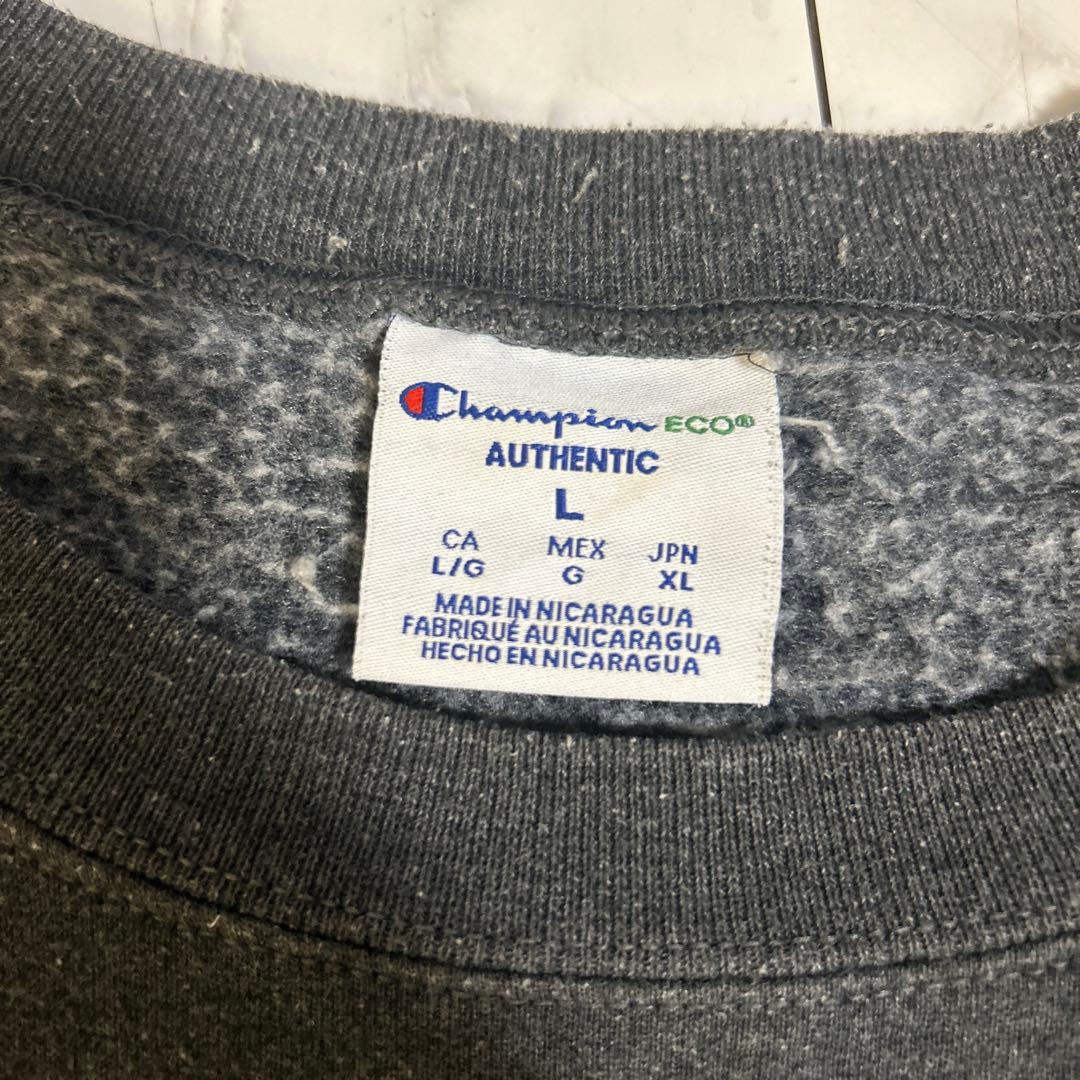 Champion ECO®
AUTHENTIC
L
CA MEX JPN
L/G G XL
MADE IN NICARAGUA
FABRIQUÉ AU NICARAGUA
HECHO EN NICARAGUA